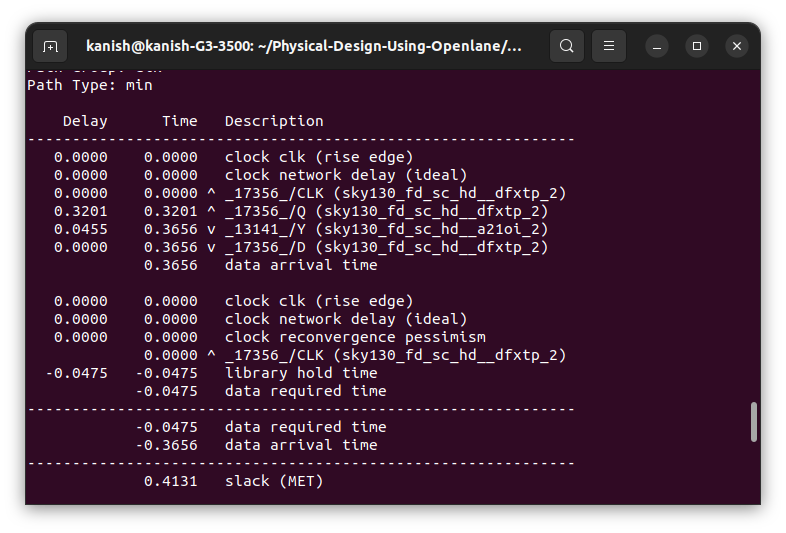 kanish@kanish-G3-3500: ~/Physical-Design-Using-Openlane/...
Path Type: min
Delay Time Description
---------------------------------------------------------------
0.0000 0.0000 clock clk (rise edge)
0.0000 0.0000 clock network delay (ideal)
0.0000 0.0000 ^ _17356_/CLK (sky130_fd_sc_hd__dfxtp_2)
0.3201 0.3201 ^ _17356_/Q (sky130_fd_sc_hd__dfxtp_2)
0.0455 0.3656 v _13141_/Y (sky130_fd_sc_hd__a21oi_2)
0.0000 0.3656 v _17356_/D (sky130_fd_sc_hd__dfxtp_2)
0.3656 data arrival time
0.0000 0.0000 clock clk (rise edge)
0.0000 0.0000 clock network delay (ideal)
0.0000 0.0000 clock reconvergence pessimism
0.0000 ^ _17356_/CLK (sky130_fd_sc_hd__dfxtp_2)
-0.0475 -0.0475 library hold time
-0.0475 data required time
---------------------------------------------------------------
-0.0475 data required time
-0.3656 data arrival time
---------------------------------------------------------------
0.4131 slack (MET)